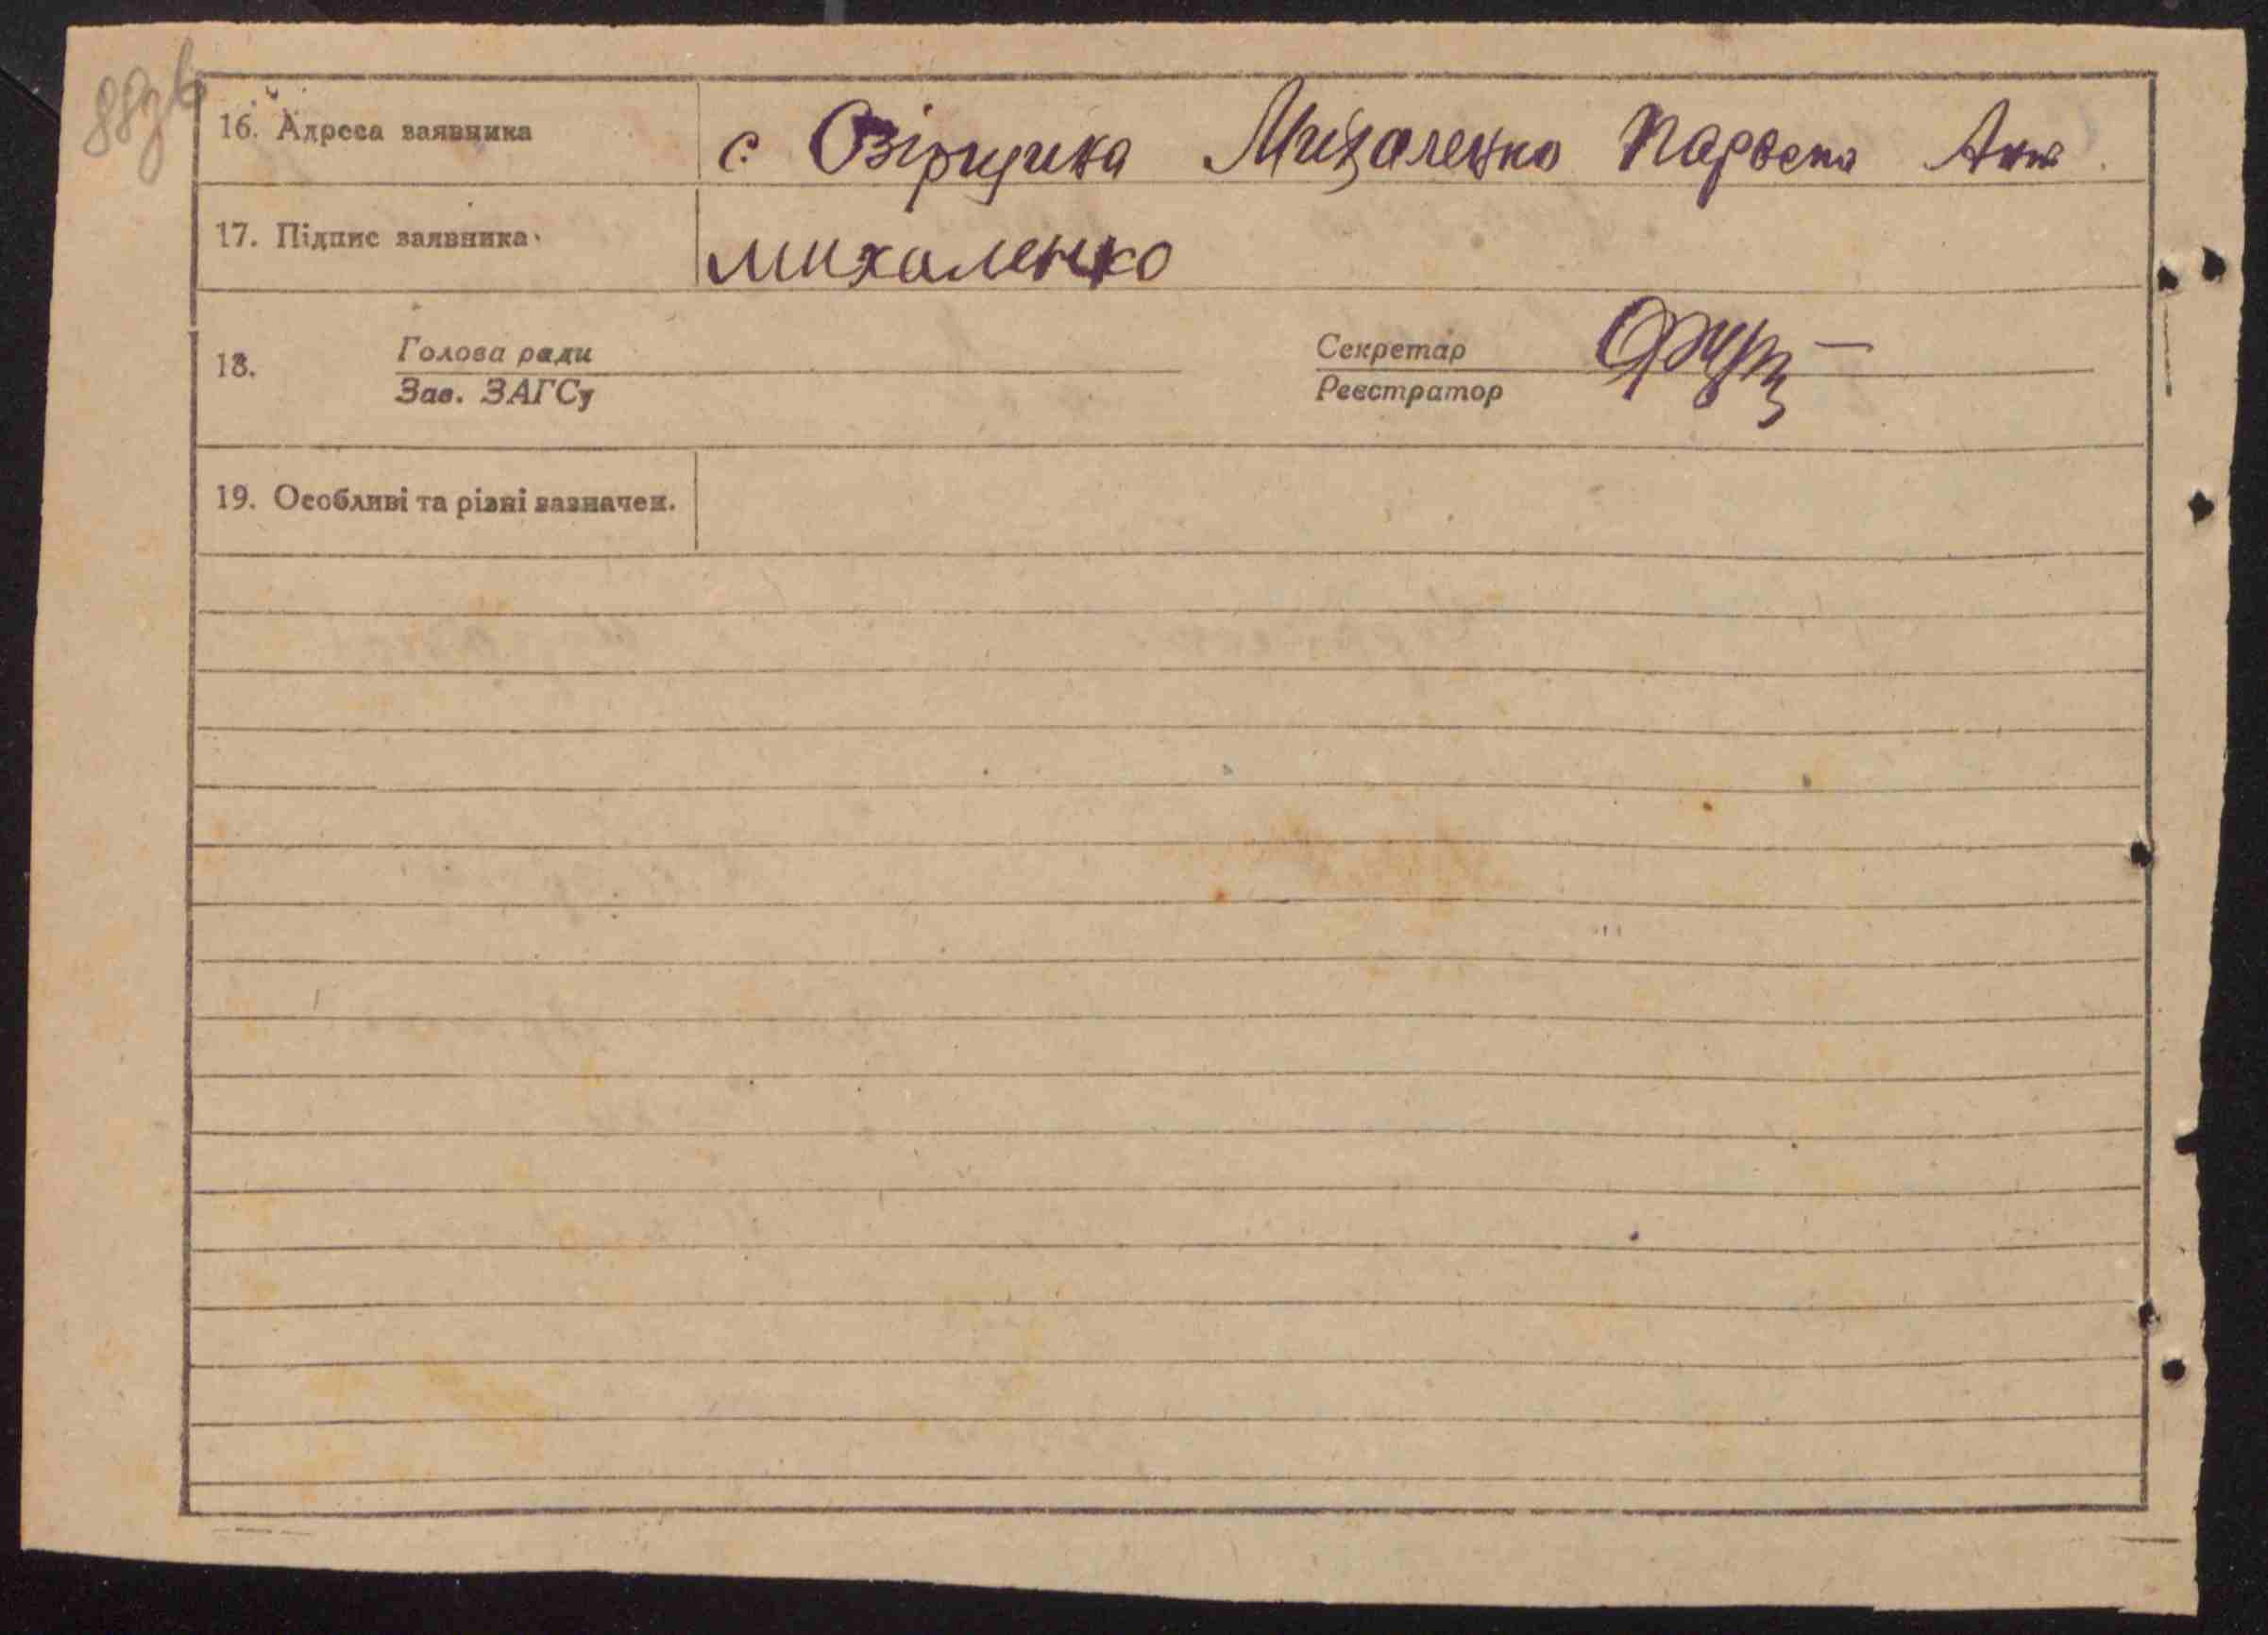 88зв
16. Адреса заявника с. Озірщина Михаленко Парвена Ант
17. Підпис заявника михаленко
18. Голова ради Секретар
Зав. ЗАГСу Реєстратор
19. Особливі та різні зазначен.